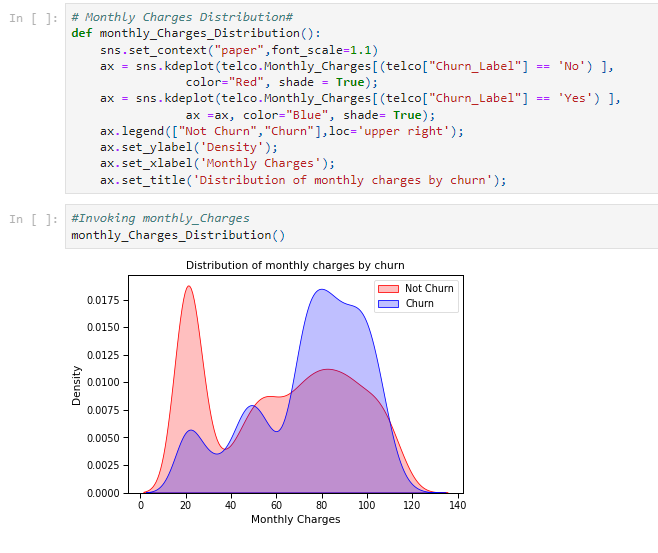 In [ ]: # Monthly Charges Distribution#
def monthly_Charges_Distribution():
    sns.set_context("paper",font_scale=1.1)
    ax = sns.kdeplot(telco.Monthly_Charges[(telco["Churn_Label"] == 'No') ],
                color="Red", shade = True);
    ax = sns.kdeplot(telco.Monthly_Charges[(telco["Churn_Label"] == 'Yes') ],
                ax =ax, color="Blue", shade= True);
    ax.legend(["Not Churn","Churn"],loc='upper right');
    ax.set_ylabel('Density');
    ax.set_xlabel('Monthly Charges');
    ax.set_title('Distribution of monthly charges by churn');
In [ ]: #Invoking monthly_Charges
monthly_Charges_Distribution()
Distribution of monthly charges by churn
Not Churn
Churn
Density
0.0175
0.0150
0.0125
0.0100
0.0075
0.0050
0.0025
0.0000
0 20 40 60 80 100 120 140
Monthly Charges